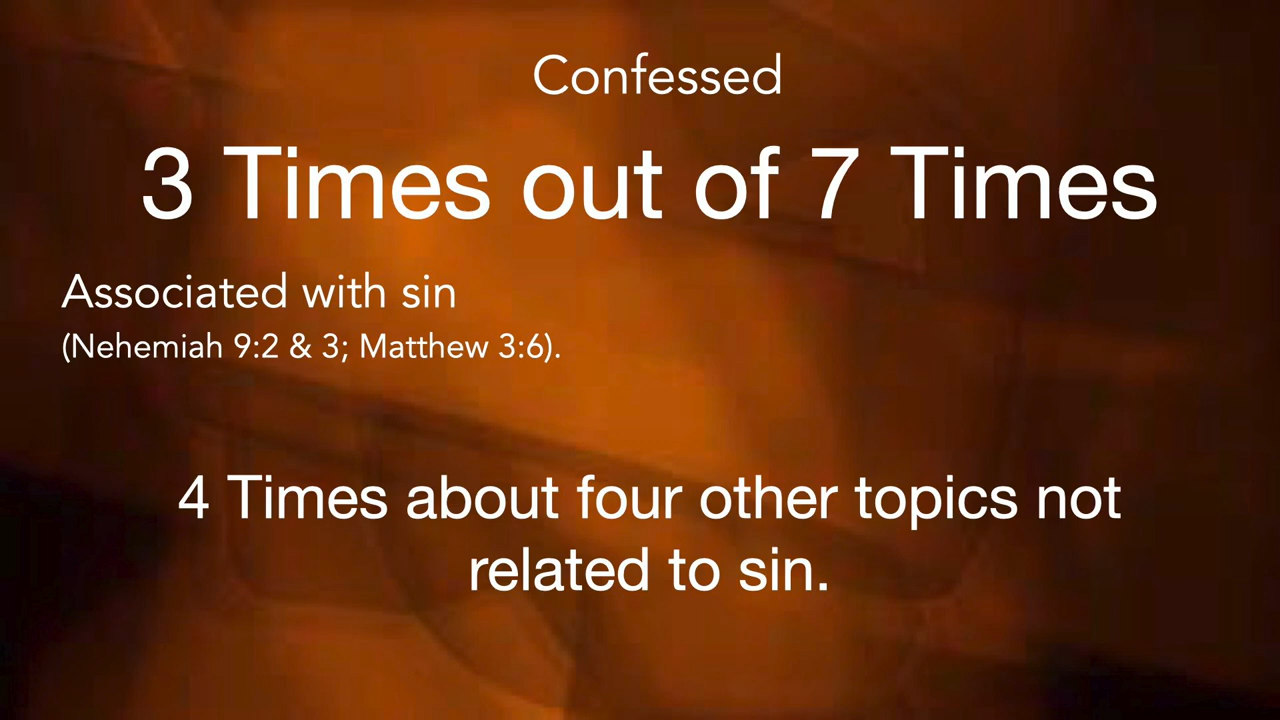 Confessed
3 Times out of 7 Times
Associated with sin
(Nehemiah 9:2 & 3; Matthew 3:6).
4 Times about four other topics not
related to sin.